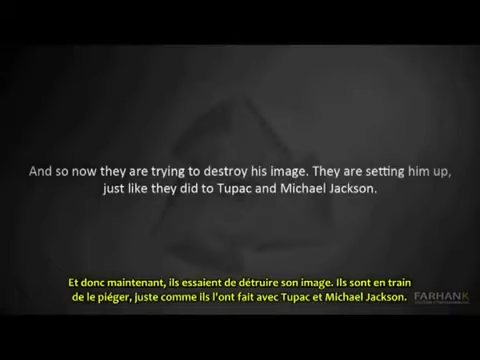 And so now they are trying to destroy his image. They are setting him up,
just like they did to Tupac and Michael Jackson.
Et donc maintenant, ils essaient de détruire son image. Ils sont en train
de le piéger, juste comme ils l'ont fait avec Tupac et Michael Jackson.
FARHANK